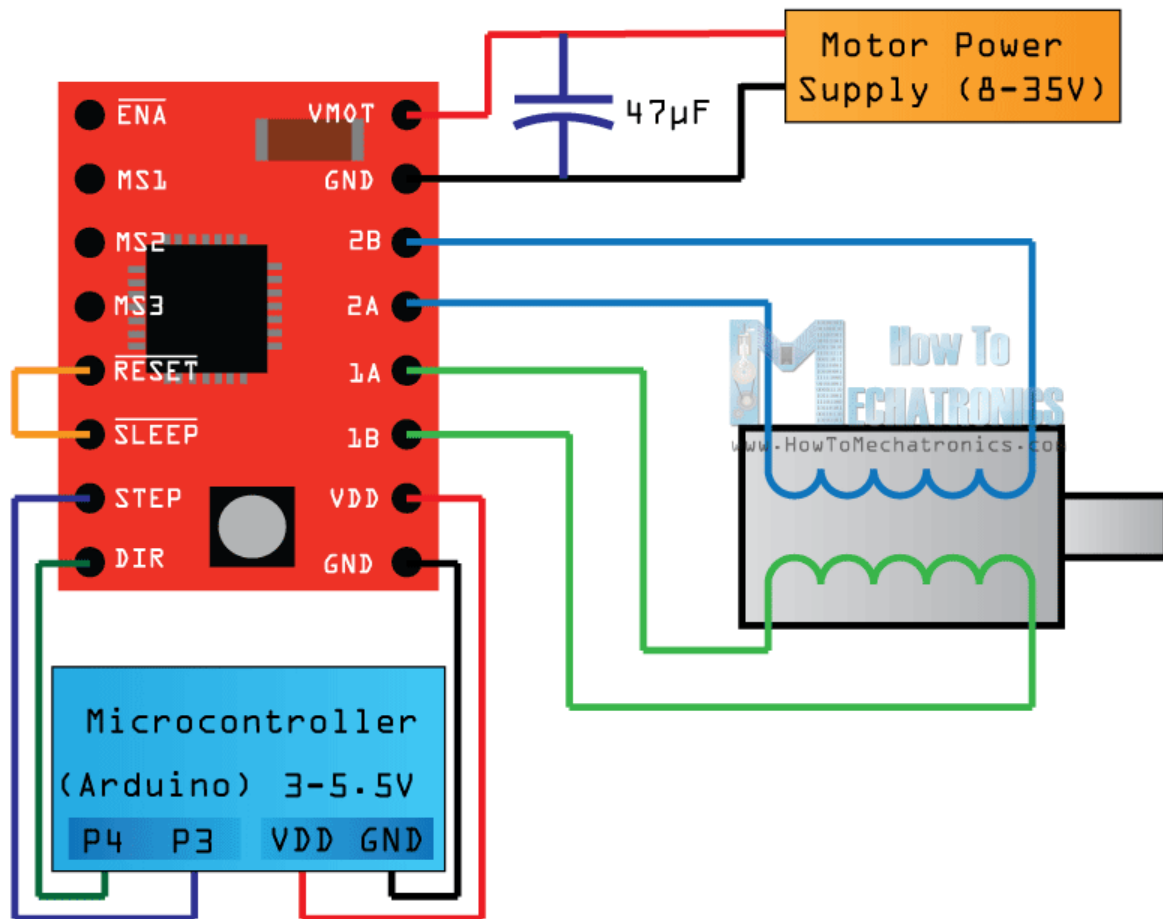 Motor Power
Supply (8-35V)
47µF
ENA
VMOT
MS1
GND
MS2
2B
MS3
2A
RESET
1A
SLEEP
1B
STEP
VDD
DIR
GND
How To
MECHATRONICS
www.HowToMechatronics.com
Microcontroller
(Arduino) 3-5.5V
P4 P3 VDD GND